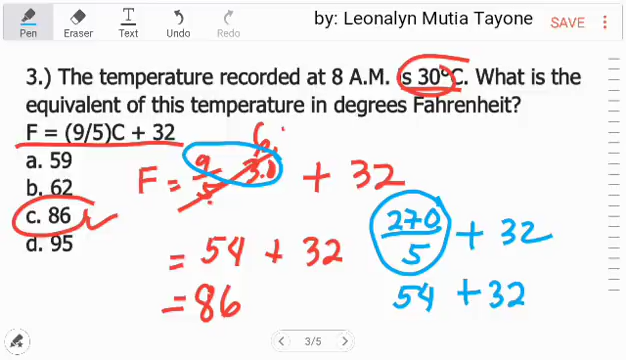 by: Leonalyn Mutia Tayone
Pen Eraser Text Undo Redo SAVE
3.) The temperature recorded at 8 A.M. is 30°C. What is the
equivalent of this temperature in degrees Fahrenheit?
F = (9/5)C + 32
a. 59
b. 62
c. 86
d. 95
F = 9/5 · 30 6 + 32
= 54 + 32
= 86
270/5 + 32
54 + 32
3/5